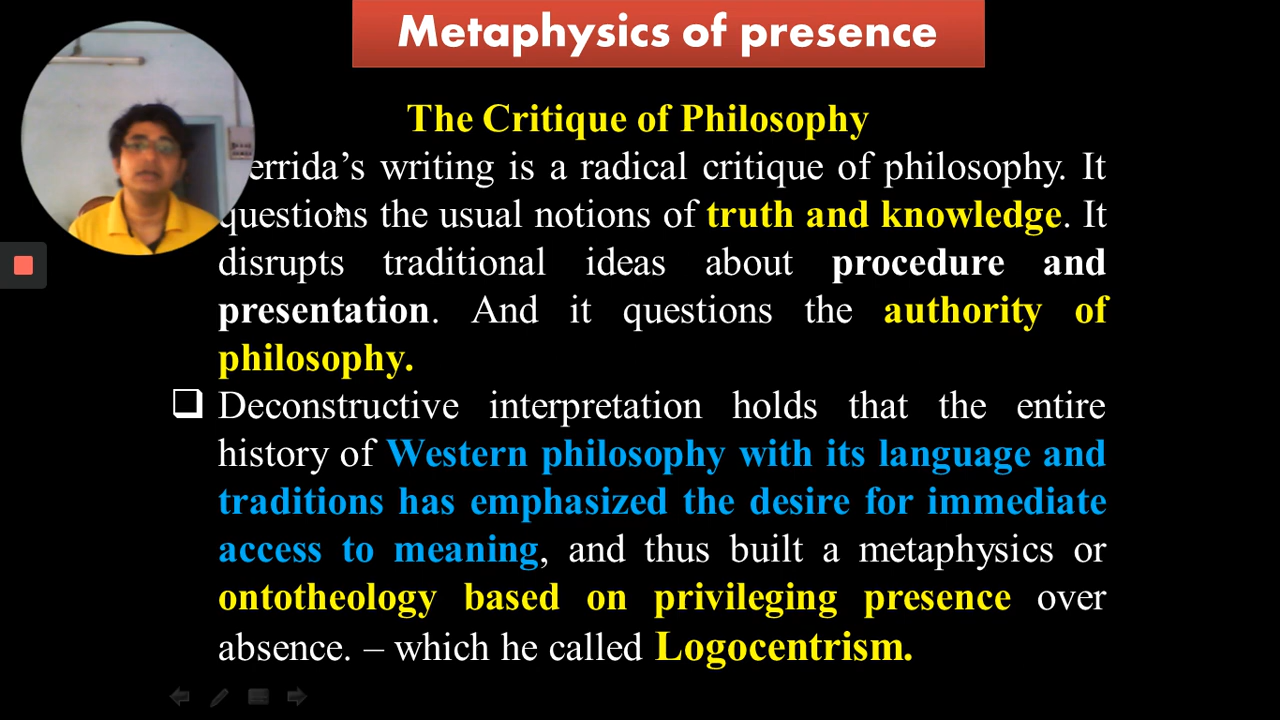 Metaphysics of presence
The Critique of Philosophy
errida's writing is a radical critique of philosophy. It
questions the usual notions of truth and knowledge. It
disrupts traditional ideas about procedure and
presentation. And it questions the authority of
philosophy.
Deconstructive interpretation holds that the entire
history of Western philosophy with its language and
traditions has emphasized the desire for immediate
access to meaning, and thus built a metaphysics or
ontotheology based on privileging presence over
absence. – which he called Logocentrism.